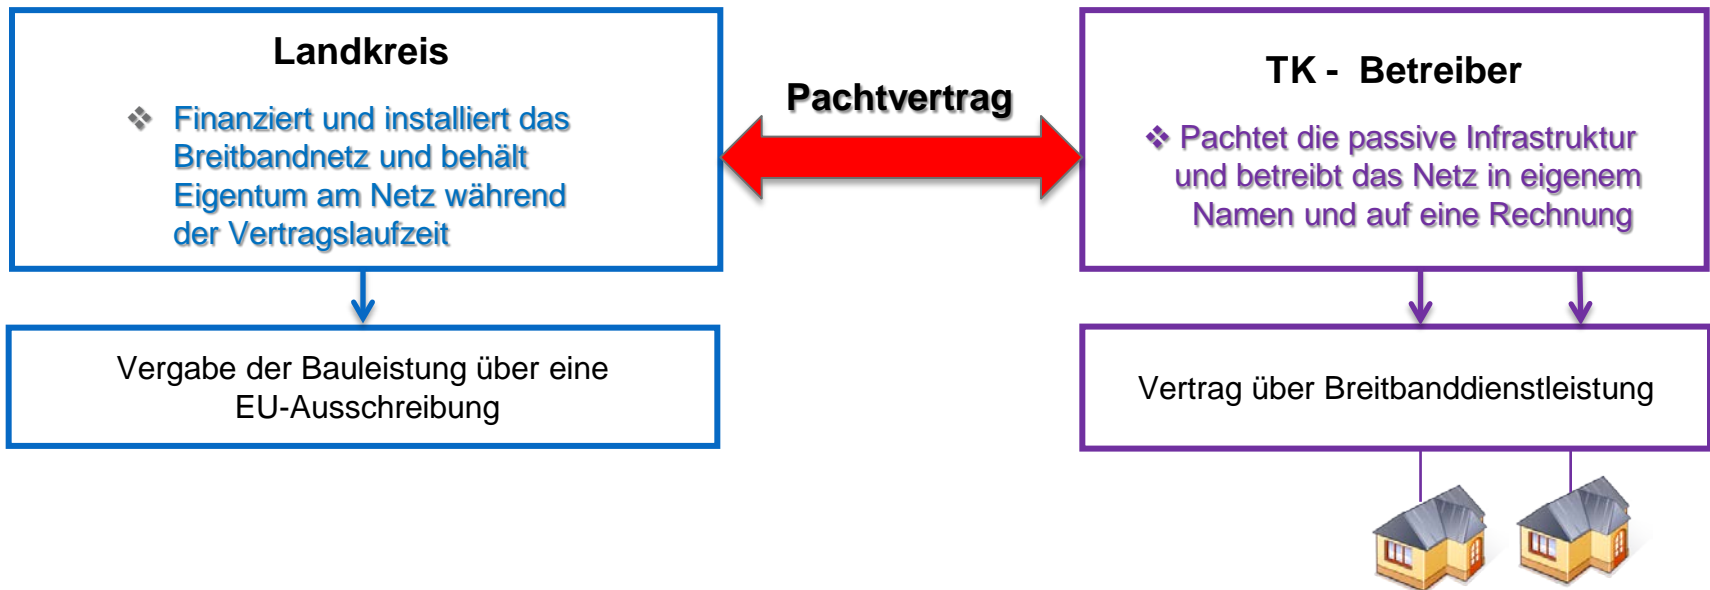 Landkreis
❖ Finanziert und installiert das
Breitbandnetz und behält
Eigentum am Netz während
der Vertragslaufzeit
Vergabe der Bauleistung über eine
EU-Ausschreibung
Pachtvertrag
TK - Betreiber
❖ Pachtet die passive Infrastruktur
und betreibt das Netz in eigenem
Namen und auf eine Rechnung
Vertrag über Breitbanddienstleistung